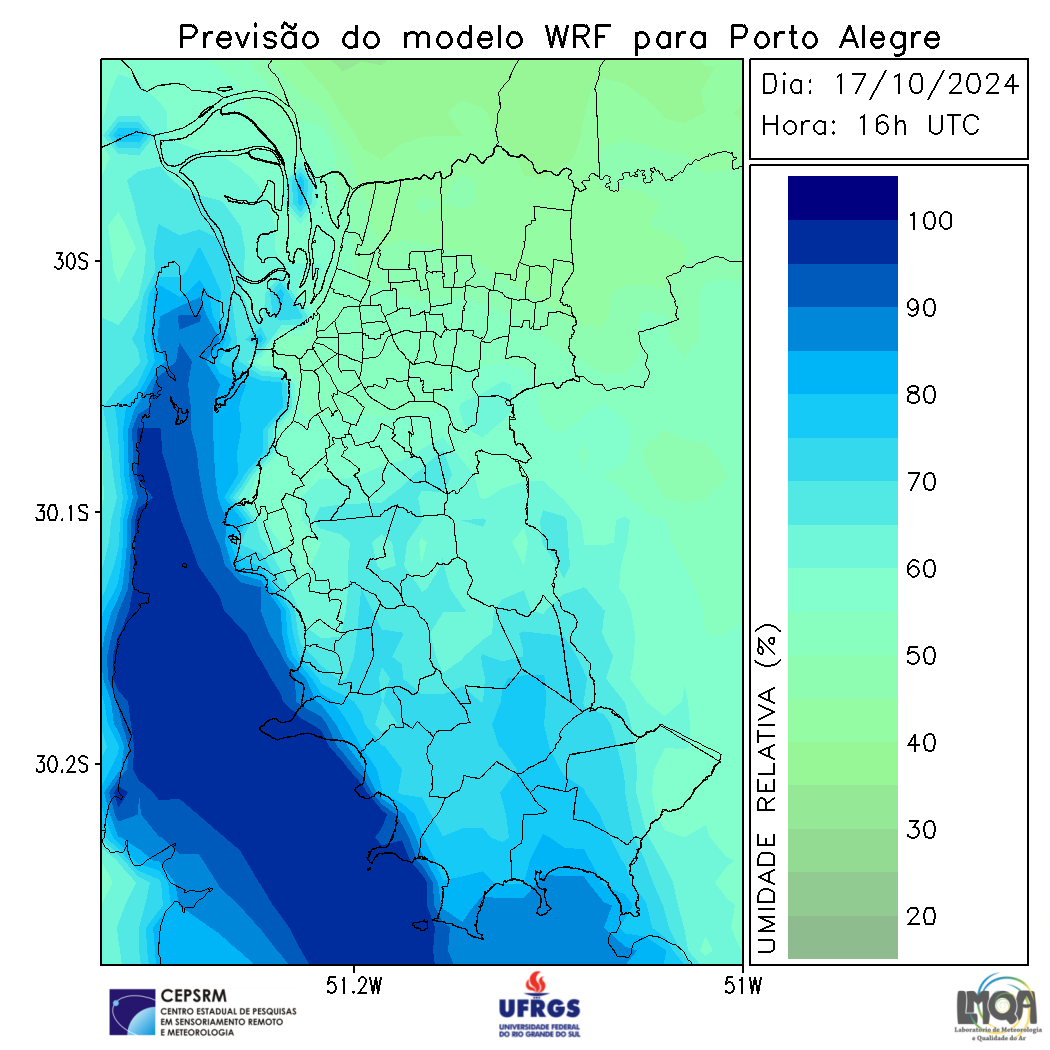 Previsão do modelo WRF para Porto Alegre
Dia: 17/10/2024
Hora: 16h UTC
30S
30.1S
30.2S
51.2W
51W
UMIDADE RELATIVA (%)
100
90
80
70
60
50
40
30
20
CEPSRM
CENTRO ESTADUAL DE PESQUISAS
EM SENSORIAMENTO REMOTO
E METEOROLOGIA
UFRGS
UNIVERSIDADE FEDERAL
DO RIO GRANDE DO SUL
LMQA
Laboratório de Meteorologia
e Qualidade do Ar